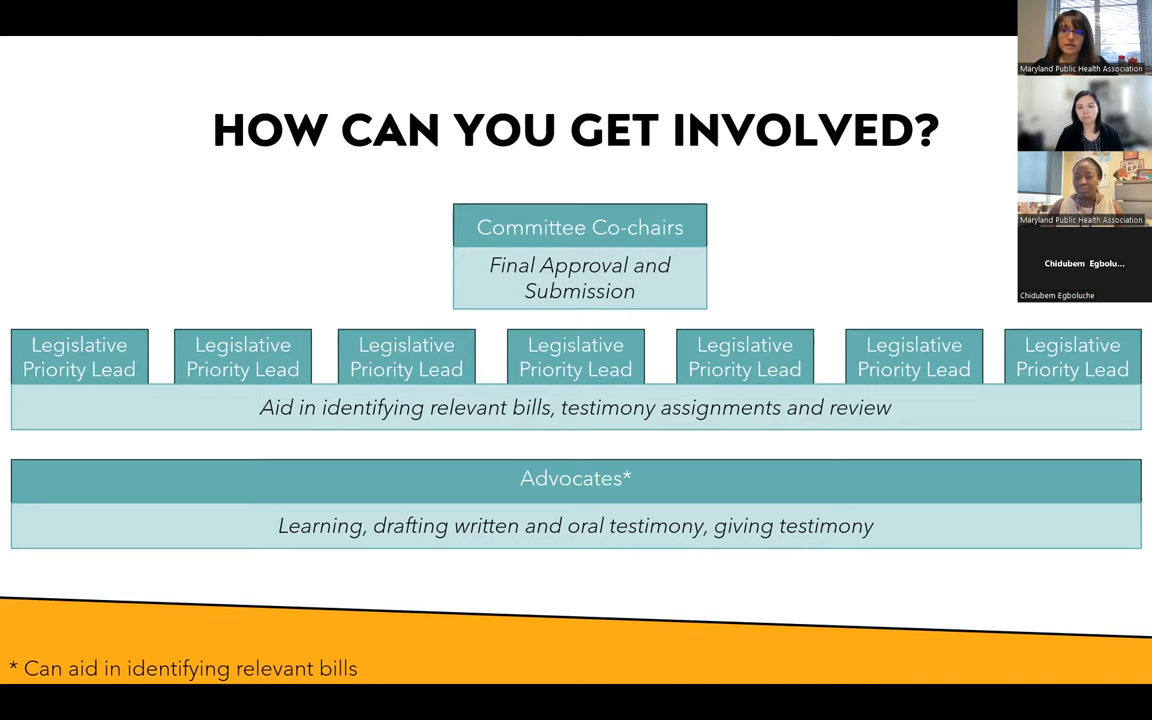 HOW CAN YOU GET INVOLVED?
Committee Co-chairs
Final Approval and
Submission
Legislative
Priority Lead
Legislative
Priority Lead
Legislative
Priority Lead
Legislative
Priority Lead
Legislative
Priority Lead
Legislative
Priority Lead
Legislative
Priority Lead
Aid in identifying relevant bills, testimony assignments and review
Advocates*
Learning, drafting written and oral testimony, giving testimony
* Can aid in identifying relevant bills
Maryland Public Health Association
Maryland Public Health Association
Chidubem Egbolu...
Chidubem Egboluche